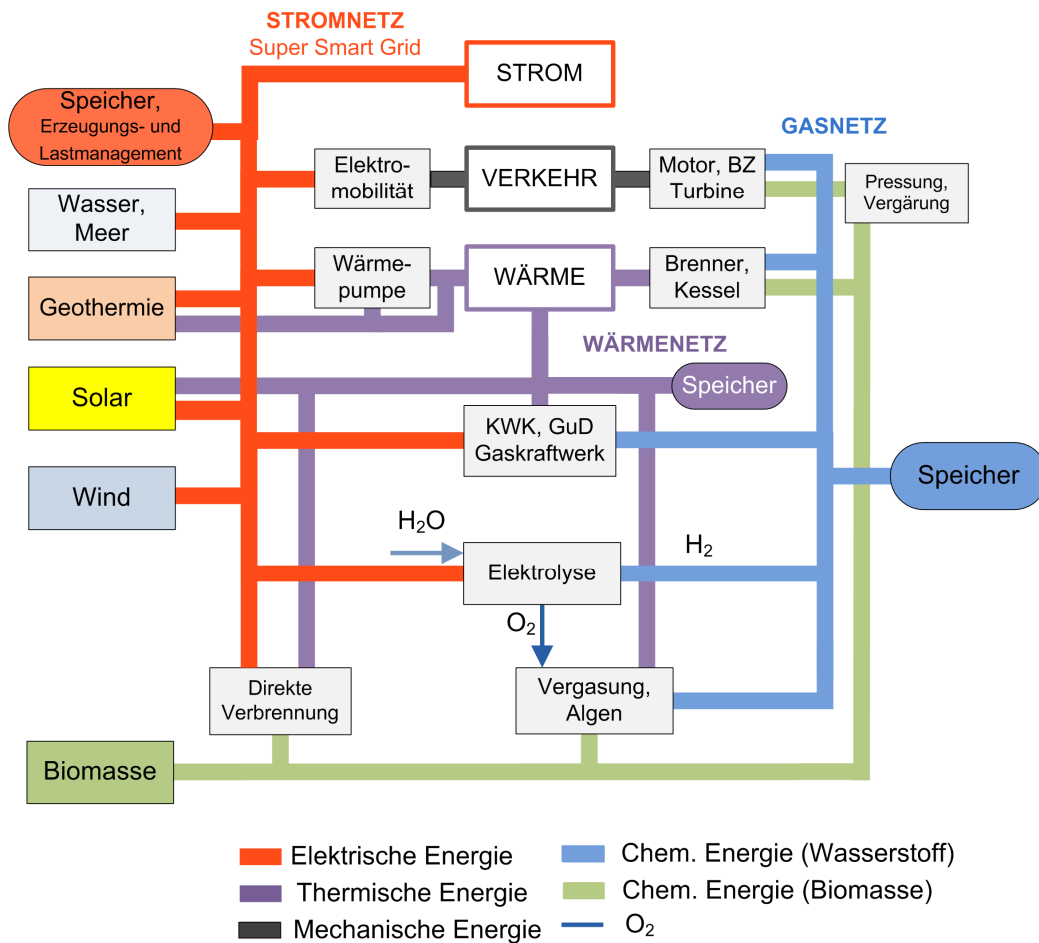 STROMNETZ
Super Smart Grid
STROM
Speicher,
Erzeugungs- und
Lastmanagement
GASNETZ
Elektro-
mobilität
VERKEHR
Motor, BZ
Turbine
Pressung,
Vergärung
Wasser,
Meer
Wärme-
pumpe
WÄRME
Brenner,
Kessel
Geothermie
WÄRMENETZ
Solar
Speicher
KWK, GuD
Gaskraftwerk
Speicher
Wind
H₂O
H₂
Elektrolyse
O₂
Direkte
Verbrennung
Vergasung,
Algen
Biomasse
Elektrische Energie
Chem. Energie (Wasserstoff)
Thermische Energie
Chem. Energie (Biomasse)
Mechanische Energie
O₂